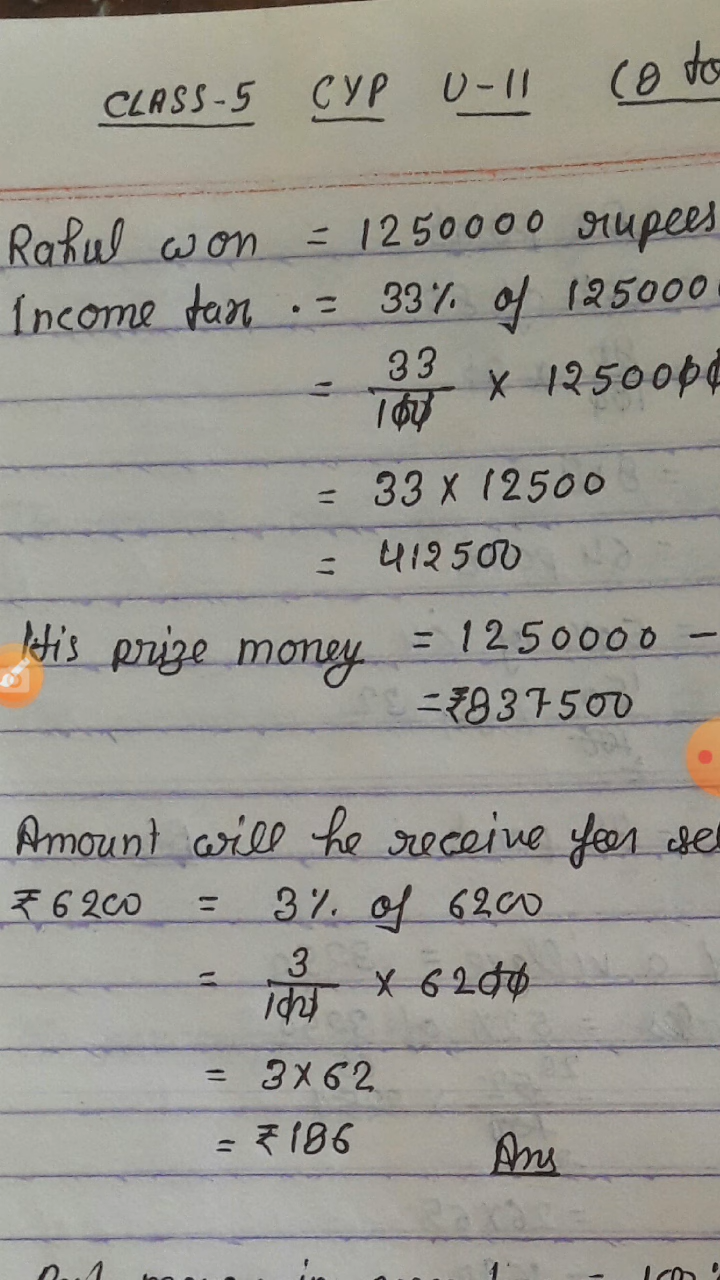 CLASS-5 CYP U-11 (8 to
Rahul won = 1250000 rupees
Income tax . = 33% of 125000
= 33/100 x 1250000
= 33 x 12500
= 412500
His prize money = 1250000 -
= ₹837500
Amount will he receive for
₹6200 = 3% of 6200
= 3/100 x 6200
= 3x62
= ₹186 Ans